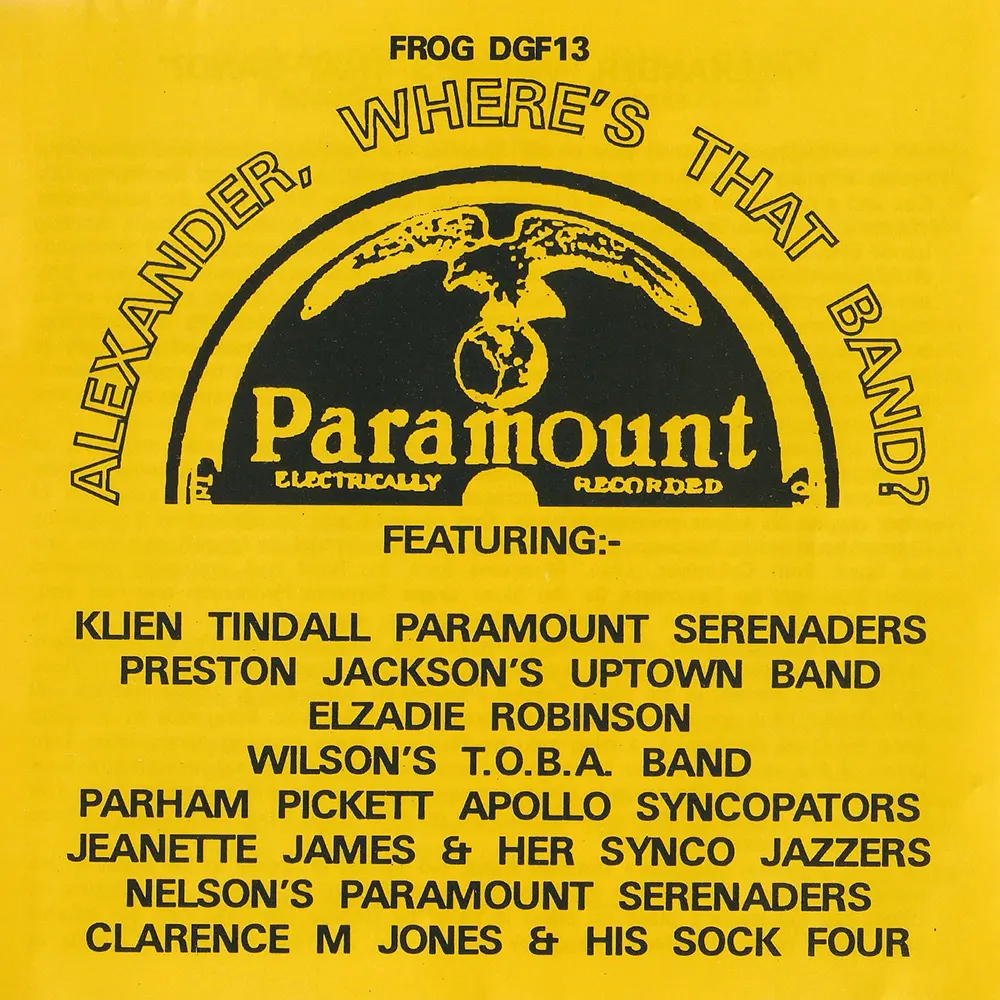 FROG DGF13
ALEXANDER, WHERE'S THAT BAND?
Paramount
ELECTRICALLY RECORDED
FEATURING:-
KLIEN TINDALL PARAMOUNT SERENADERS
PRESTON JACKSON'S UPTOWN BAND
ELZADIE ROBINSON
WILSON'S T.O.B.A. BAND
PARHAM PICKETT APOLLO SYNCOPATORS
JEANETTE JAMES & HER SYNCO JAZZERS
NELSON'S PARAMOUNT SERENADERS
CLARENCE M JONES & HIS SOCK FOUR